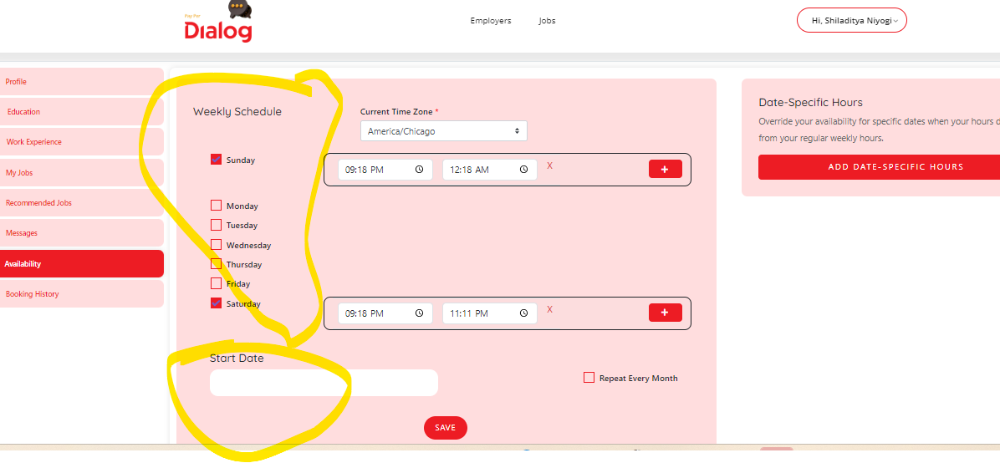 Pay Per
Dialog
Employers
Jobs
Hi, Shiladitya Niyogi
Profile
Education
Work Experience
My Jobs
Recommended Jobs
Messages
Availability
Booking History
Weekly Schedule
Current Time Zone *
America/Chicago
Sunday
09:18 PM
12:18 AM
X
+
Monday
Tuesday
Wednesday
Thursday
Friday
Saturday
09:18 PM
11:11 PM
X
+
Start Date
Repeat Every Month
SAVE
Date-Specific Hours
Override your availability for specific dates when your hours d
from your regular weekly hours.
ADD DATE-SPECIFIC HOURS